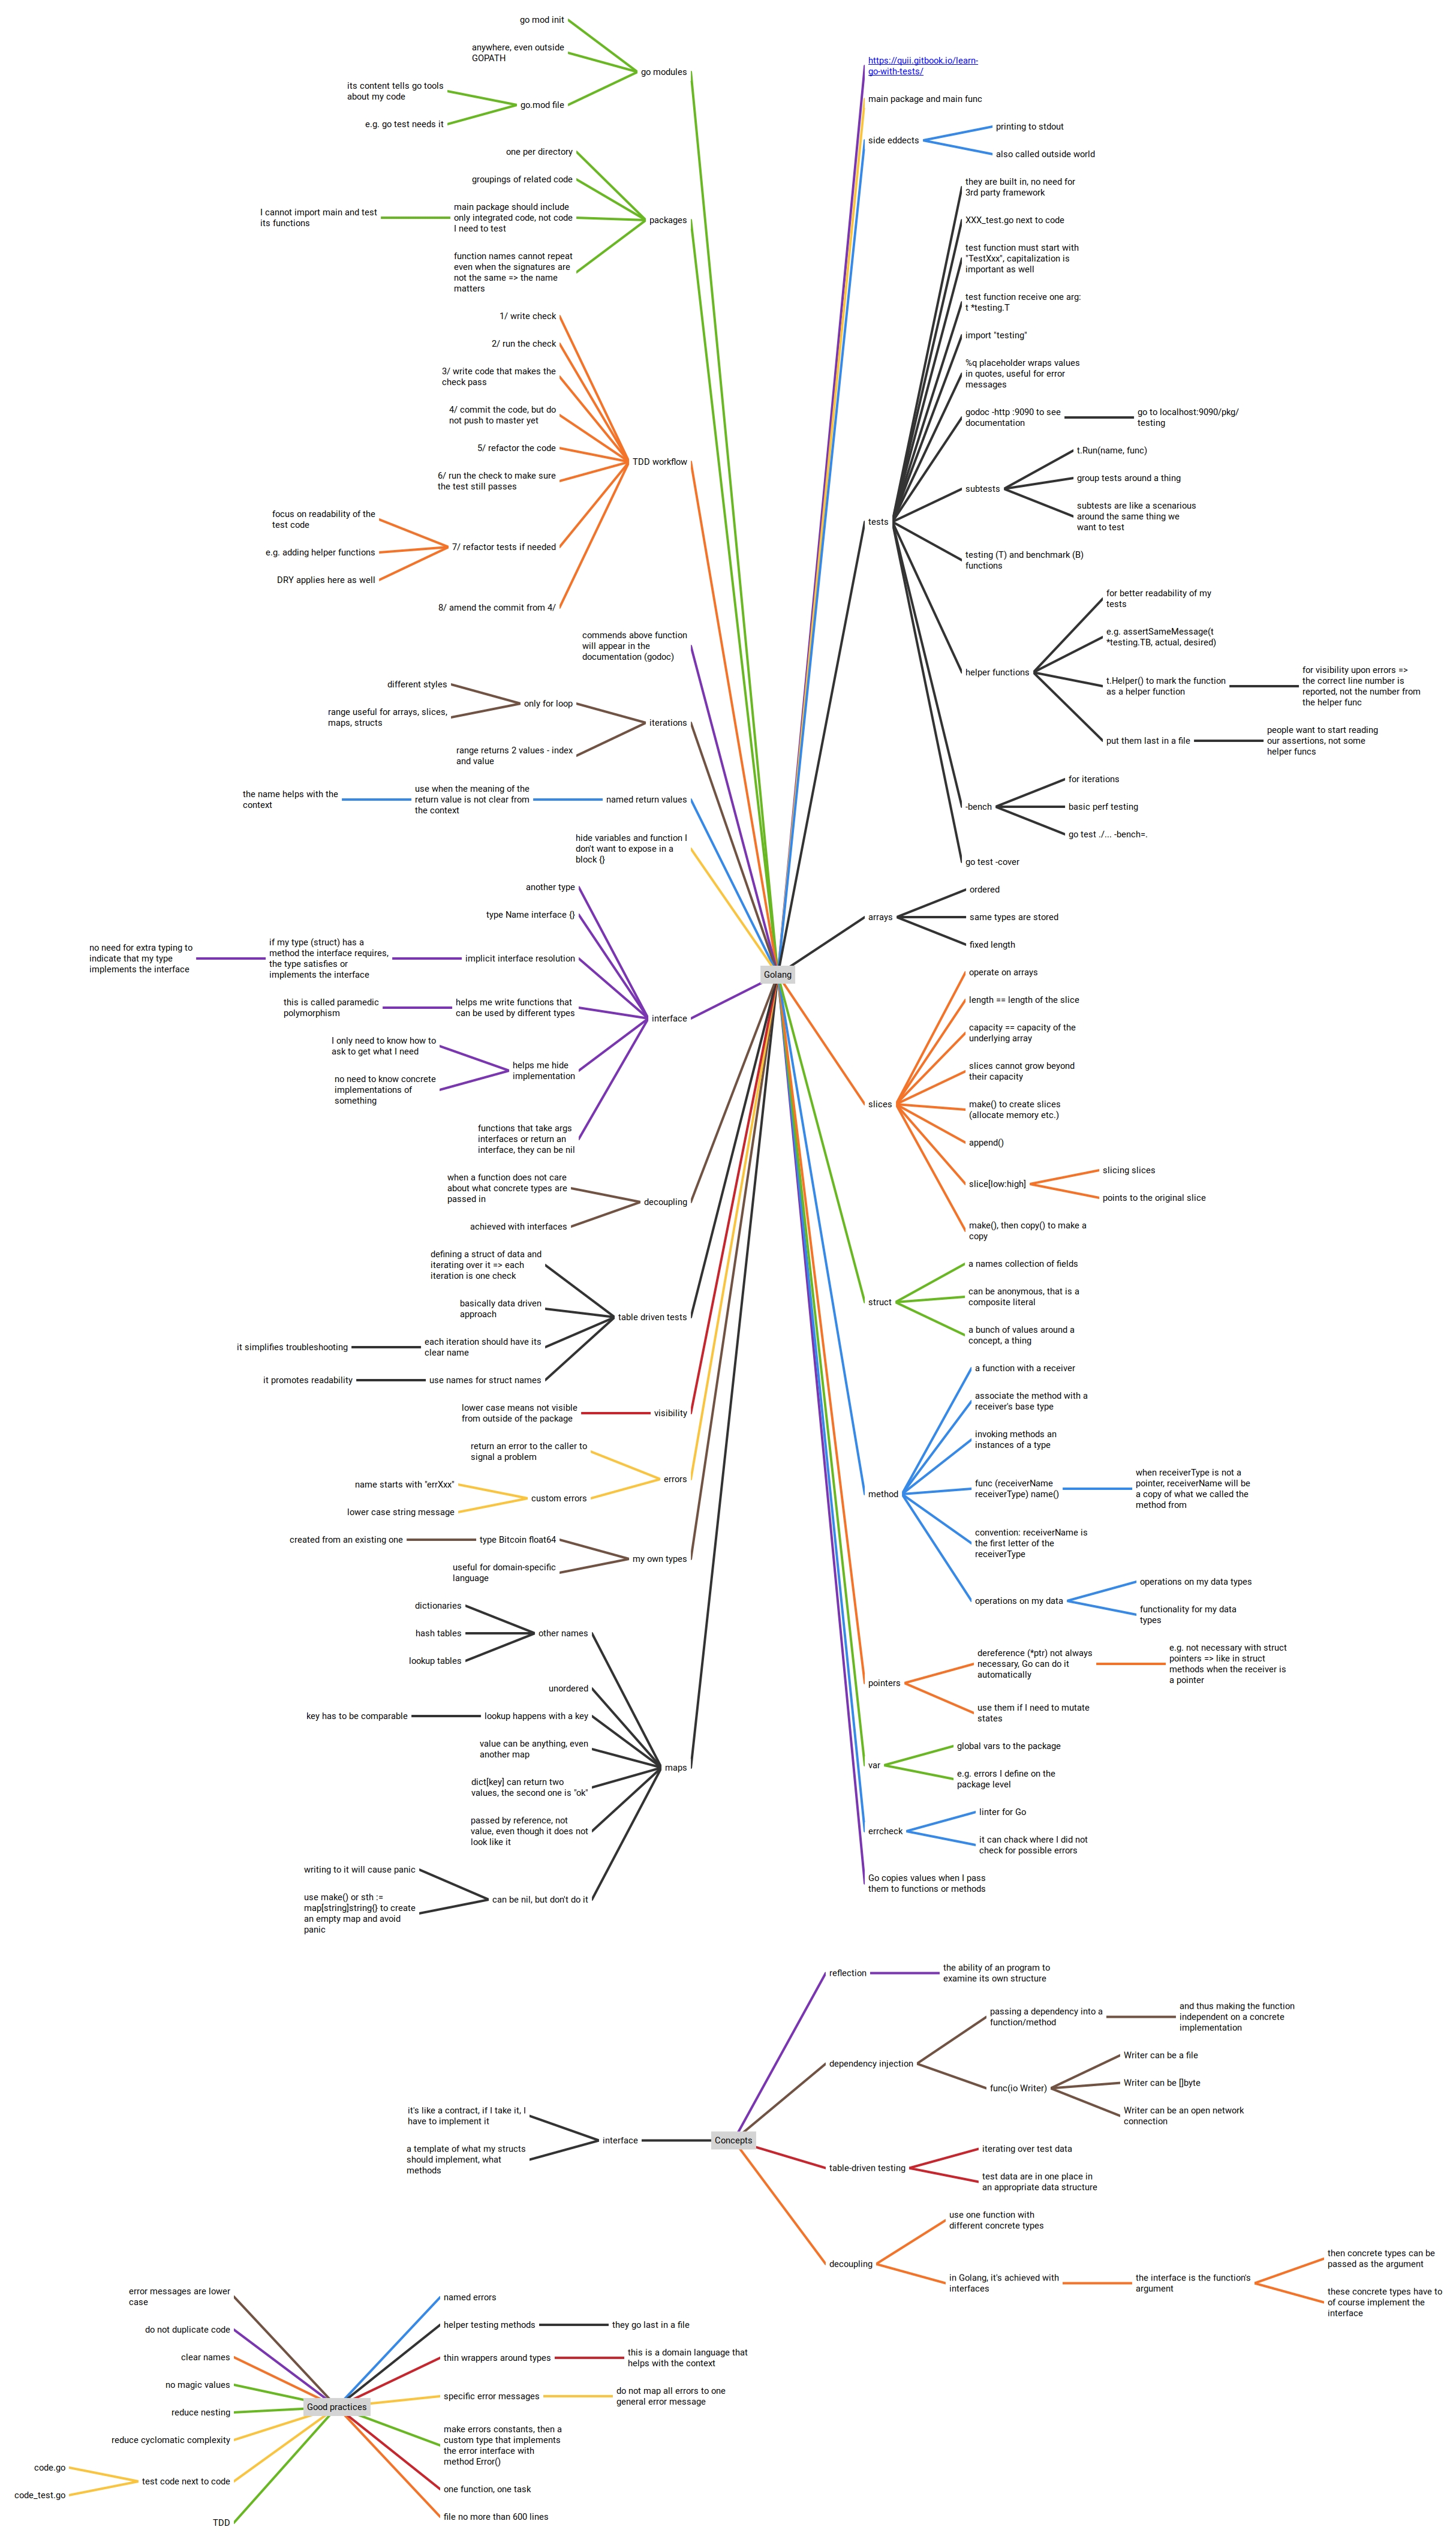 go mod init
anywhere, even outside
GOPATH
go modules
its content tells go tools
about my code
go.mod file
e.g. go test needs it
one per directory
groupings of related code
I cannot import main and test
its functions
main package should include
only integrated code, not code
I need to test
packages
function names cannot repeat
even when the signatures are
not the same => the name
matters
1/ write check
2/ run the check
3/ write code that makes the
check pass
4/ commit the code, but do
not push to master yet
5/ refactor the code
TDD workflow
6/ run the check to make sure
the test still passes
focus on readability of the
test code
e.g. adding helper functions
7/ refactor tests if needed
DRY applies here as well
8/ amend the commit from 4/
commends above function
will appear in the
documentation (godoc)
different styles
only for loop
range useful for arrays, slices,
maps, structs
iterations
range returns 2 values - index
and value
the name helps with the
context
use when the meaning of the
return value is not clear from
the context
named return values
hide variables and function I
don't want to expose in a
block {}
another type
type Name interface {}
no need for extra typing to
indicate that my type
implements the interface
if my type (struct) has a
method the interface requires,
the type satisfies or
implements the interface
implicit interface resolution
this is called paramedic
polymorphism
helps me write functions that
can be used by different types
interface
I only need to know how to
ask to get what I need
helps me hide
implementation
no need to know concrete
implementations of
something
functions that take args
interfaces or return an
interface, they can be nil
when a function does not care
about what concrete types are
passed in
decoupling
achieved with interfaces
defining a struct of data and
iterating over it => each
iteration is one check
basically data driven
approach
table driven tests
it simplifies troubleshooting
each iteration should have its
clear name
it promotes readability
use names for struct names
lower case means not visible
from outside of the package
visibility
return an error to the caller to
signal a problem
errors
name starts with "errXxx"
custom errors
lower case string message
created from an existing one
type Bitcoin float64
my own types
useful for domain-specific
language
dictionaries
hash tables
other names
lookup tables
unordered
key has to be comparable
lookup happens with a key
value can be anything, even
another map
maps
dict[key] can return two
values, the second one is "ok"
passed by reference, not
value, even though it does not
look like it
writing to it will cause panic
can be nil, but don't do it
use make() or sth :=
map[string]string{} to create
an empty map and avoid
panic
Golang
https://quii.gitbook.io/learn-
go-with-tests/
main package and main func
side eddects
printing to stdout
also called outside world
they are built in, no need for
3rd party framework
XXX_test.go next to code
test function must start with
"TestXxx", capitalization is
important as well
test function receive one arg:
t *testing.T
import "testing"
%q placeholder wraps values
in quotes, useful for error
messages
godoc -http :9090 to see
documentation
go to localhost:9090/pkg/
testing
t.Run(name, func)
subtests
group tests around a thing
subtests are like a scenarious
around the same thing we
want to test
tests
testing (T) and benchmark (B)
functions
for better readability of my
tests
e.g. assertSameMessage(t
*testing.TB, actual, desired)
helper functions
t.Helper() to mark the function
as a helper function
for visibility upon errors =>
the correct line number is
reported, not the number from
the helper func
put them last in a file
people want to start reading
our assertions, not some
helper funcs
for iterations
-bench
basic perf testing
go test ./... -bench=.
go test -cover
ordered
arrays
same types are stored
fixed length
operate on arrays
length == length of the slice
capacity == capacity of the
underlying array
slices cannot grow beyond
their capacity
slices
make() to create slices
(allocate memory etc.)
append()
slice[low:high]
slicing slices
points to the original slice
make(), then copy() to make a
copy
a names collection of fields
struct
can be anonymous, that is a
composite literal
a bunch of values around a
concept, a thing
a function with a receiver
associate the method with a
receiver's base type
invoking methods an
instances of a type
method
func (receiverName
receiverType) name()
when receiverType is not a
pointer, receiverName will be
a copy of what we called the
method from
convention: receiverName is
the first letter of the
receiverType
operations on my data
operations on my data types
functionality for my data
types
pointers
dereference (*ptr) not always
necessary, Go can do it
automatically
e.g. not necessary with struct
pointers => like in struct
methods when the receiver is
a pointer
use them if I need to mutate
states
var
global vars to the package
e.g. errors I define on the
package level
errcheck
linter for Go
it can chack where I did not
check for possible errors
Go copies values when I pass
them to functions or methods
reflection
the ability of an program to
examine its own structure
passing a dependency into a
function/method
and thus making the function
independent on a concrete
implementation
dependency injection
func(io Writer)
Writer can be a file
Writer can be []byte
Writer can be an open network
connection
it's like a contract, if I take it, I
have to implement it
interface
a template of what my structs
should implement, what
methods
Concepts
table-driven testing
iterating over test data
test data are in one place in
an appropriate data structure
use one function with
different concrete types
decoupling
in Golang, it's achieved with
interfaces
the interface is the function's
argument
then concrete types can be
passed as the argument
these concrete types have to
of course implement the
interface
error messages are lower
case
do not duplicate code
clear names
no magic values
reduce nesting
reduce cyclomatic complexity
code.go
test code next to code
code_test.go
TDD
Good practices
named errors
helper testing methods
they go last in a file
thin wrappers around types
this is a domain language that
helps with the context
specific error messages
do not map all errors to one
general error message
make errors constants, then a
custom type that implements
the error interface with
method Error()
one function, one task
file no more than 600 lines